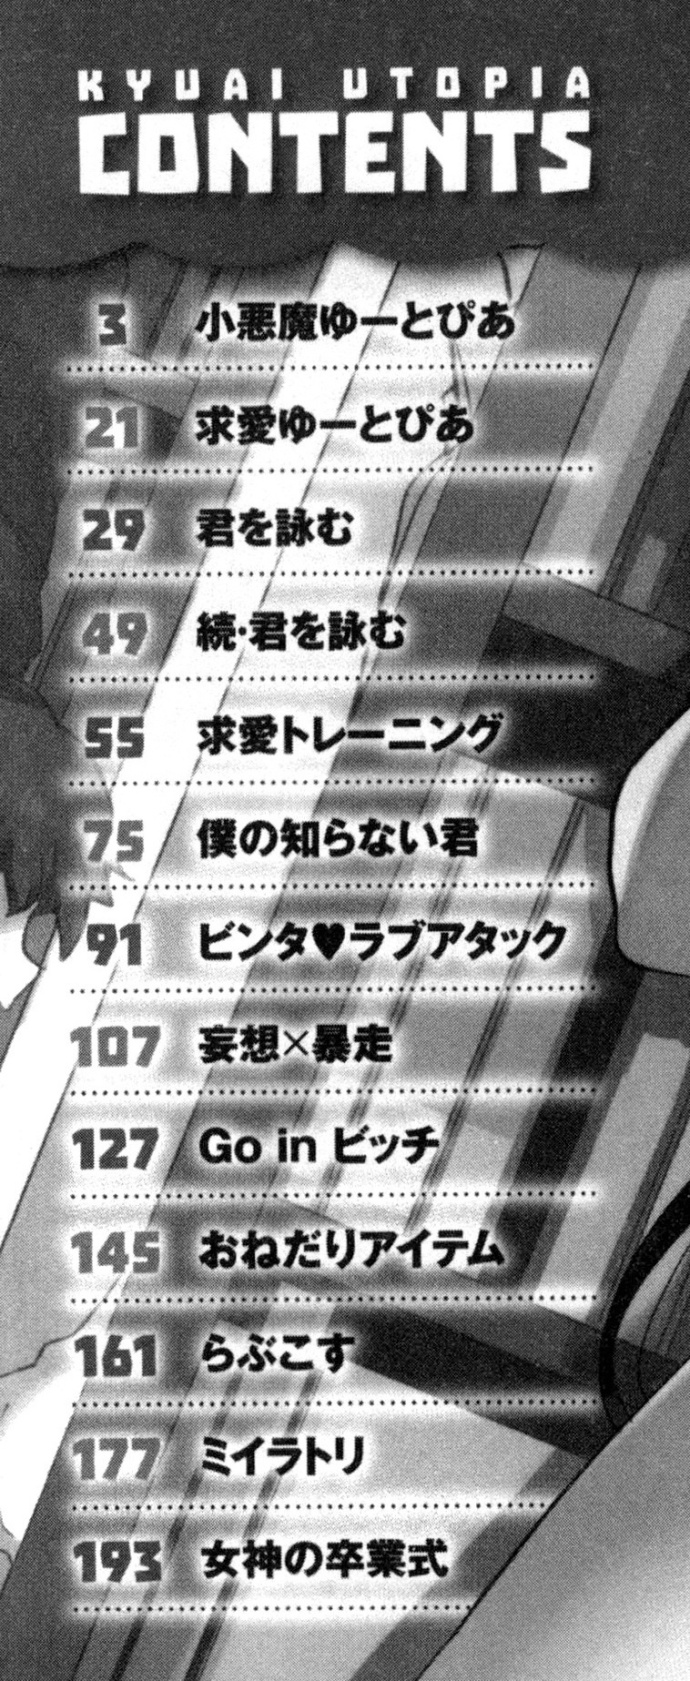 KYUAI UTOPIA
CONTENTS
3 小悪魔ゆーとぴあ
21 求愛ゆーとぴあ
29 君を詠む
49 続・君を詠む
55 求愛トレーニング
75 僕の知らない君
91 ビンタ♥ラブアタック
107 妄想×暴走
127 Go in ビッチ
145 おねだりアイテム
161 らぶこす
177 ミイラトリ
193 女神の卒業式